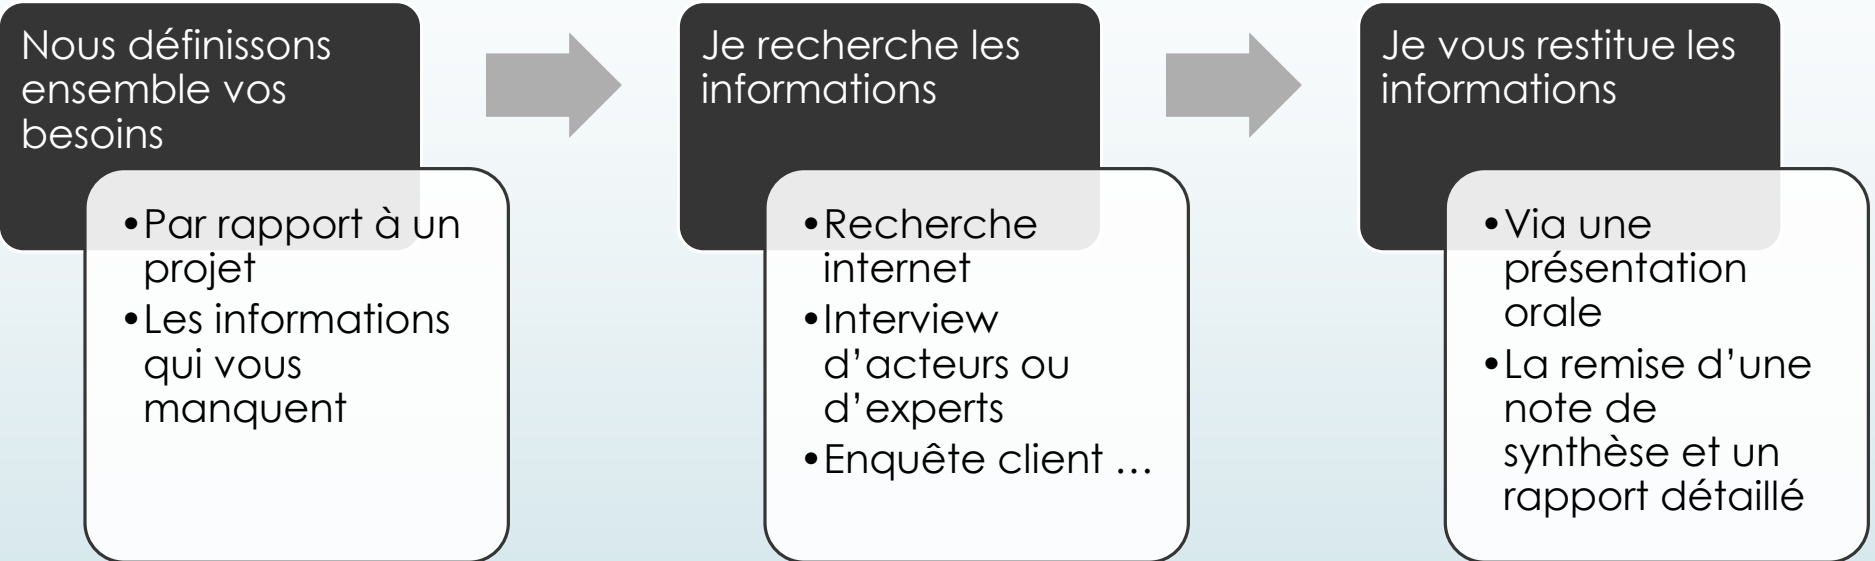 Nous définissons
ensemble vos
besoins
•Par rapport à un
projet
•Les informations
qui vous
manquent
Je recherche les
informations
•Recherche
internet
•Interview
d’acteurs ou
d’experts
•Enquête client …
Je vous restitue les
informations
•Via une
présentation
orale
•La remise d’une
note de
synthèse et un
rapport détaillé